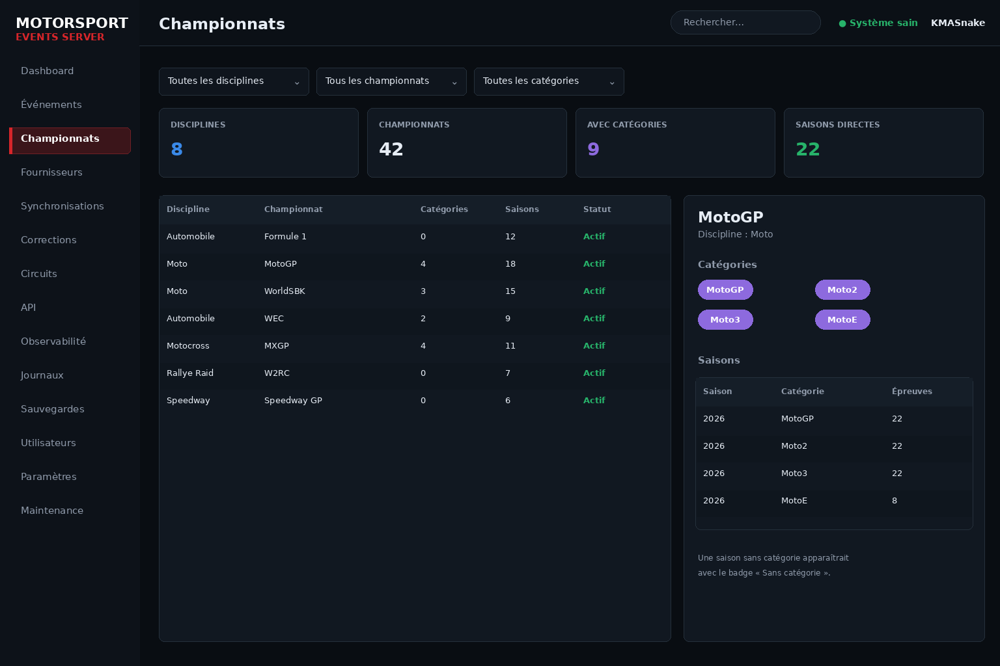 MOTORSPORT
EVENTS SERVER
Dashboard
Événements
Championnats
Fournisseurs
Synchronisations
Corrections
Circuits
API
Observabilité
Journaux
Sauvegardes
Utilisateurs
Paramètres
Maintenance
Championnats
Rechercher...
● Système sain
KMASnake
Toutes les disciplines
Tous les championnats
Toutes les catégories
DISCIPLINES
8
CHAMPIONNATS
42
AVEC CATÉGORIES
9
SAISONS DIRECTES
22
Discipline Championnat Catégories Saisons Statut
Automobile Formule 1 0 12 Actif
Moto MotoGP 4 18 Actif
Moto WorldSBK 3 15 Actif
Automobile WEC 2 9 Actif
Motocross MXGP 4 11 Actif
Rallye Raid W2RC 0 7 Actif
Speedway Speedway GP 0 6 Actif
MotoGP
Discipline : Moto
Catégories
MotoGP Moto2
Moto3 MotoE
Saisons
Saison Catégorie Épreuves
2026 MotoGP 22
2026 Moto2 22
2026 Moto3 22
2026 MotoE 8
Une saison sans catégorie apparaîtrait
avec le badge « Sans catégorie ».